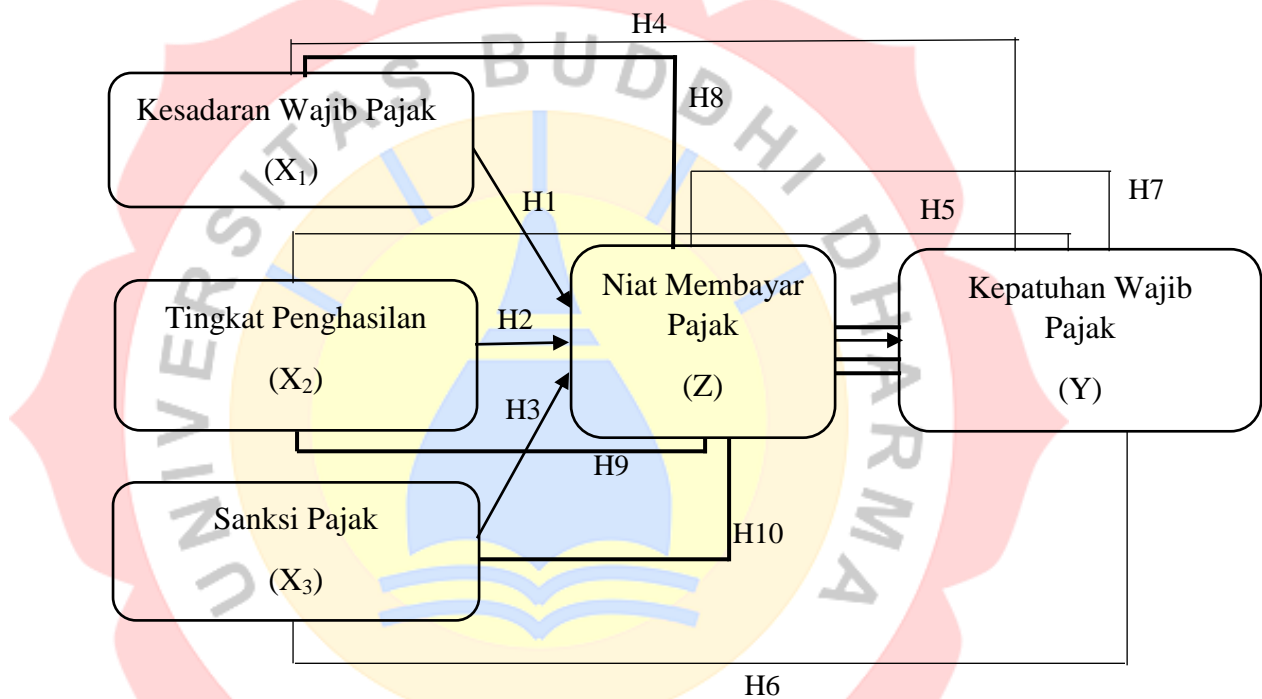 H4
Kesadaran Wajib Pajak
(X₁)
H8
H1
H7
H5
Tingkat Penghasilan
(X₂)
H2
Niat Membayar
Pajak
(Z)
Kepatuhan Wajib
Pajak
(Y)
H3
H9
Sanksi Pajak
(X₃)
H10
H6
UNIVERSITAS BUDDHI DHARMA